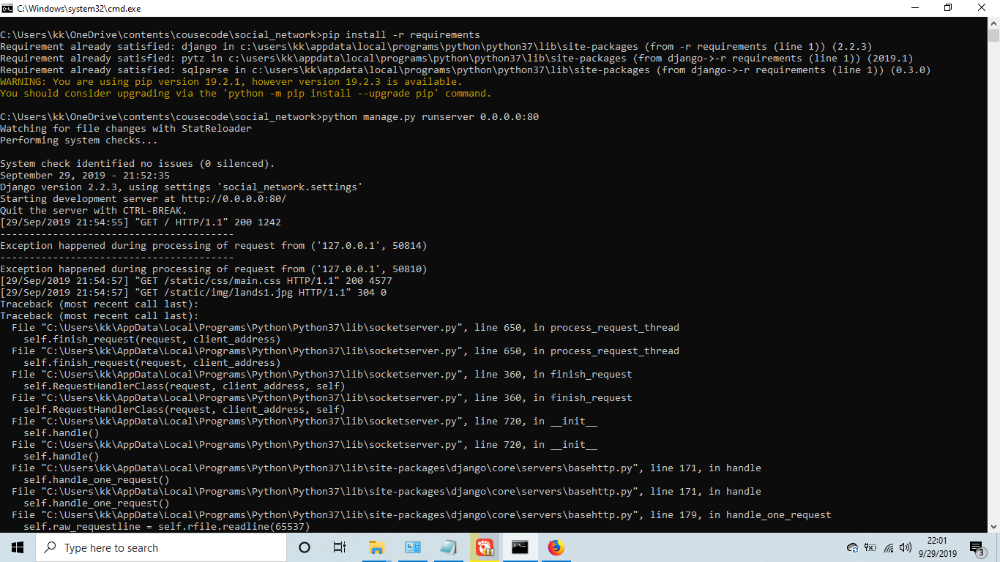 C:\Windows\system32\cmd.exe
C:\Users\kk\OneDrive\contents\cousecode\social_network>pip install -r requirements
Requirement already satisfied: django in c:\users\kk\appdata\local\programs\python\python37\lib\site-packages (from -r requirements (line 1)) (2.2.3)
Requirement already satisfied: pytz in c:\users\kk\appdata\local\programs\python\python37\lib\site-packages (from django->-r requirements (line 1)) (2019.1)
Requirement already satisfied: sqlparse in c:\users\kk\appdata\local\programs\python\python37\lib\site-packages (from django->-r requirements (line 1)) (0.3.0)
WARNING: You are using pip version 19.2.1, however version 19.2.3 is available.
You should consider upgrading via the 'python -m pip install --upgrade pip' command.
C:\Users\kk\OneDrive\contents\cousecode\social_network>python manage.py runserver 0.0.0.0:80
Watching for file changes with StatReloader
Performing system checks...
System check identified no issues (0 silenced).
September 29, 2019 - 21:52:35
Django version 2.2.3, using settings 'social_network.settings'
Starting development server at http://0.0.0.0:80/
Quit the server with CTRL-BREAK.
[29/Sep/2019 21:54:55] "GET / HTTP/1.1" 200 1242
----------------------------------------
Exception happened during processing of request from ('127.0.0.1', 50814)
----------------------------------------
Exception happened during processing of request from ('127.0.0.1', 50810)
[29/Sep/2019 21:54:57] "GET /static/css/main.css HTTP/1.1" 200 4577
[29/Sep/2019 21:54:57] "GET /static/img/lands1.jpg HTTP/1.1" 304 0
Traceback (most recent call last):
Traceback (most recent call last):
  File "C:\Users\kk\AppData\Local\Programs\Python\Python37\lib\socketserver.py", line 650, in process_request_thread
    self.finish_request(request, client_address)
  File "C:\Users\kk\AppData\Local\Programs\Python\Python37\lib\socketserver.py", line 650, in process_request_thread
    self.finish_request(request, client_address)
  File "C:\Users\kk\AppData\Local\Programs\Python\Python37\lib\socketserver.py", line 360, in finish_request
    self.RequestHandlerClass(request, client_address, self)
  File "C:\Users\kk\AppData\Local\Programs\Python\Python37\lib\socketserver.py", line 360, in finish_request
    self.RequestHandlerClass(request, client_address, self)
  File "C:\Users\kk\AppData\Local\Programs\Python\Python37\lib\socketserver.py", line 720, in __init__
    self.handle()
  File "C:\Users\kk\AppData\Local\Programs\Python\Python37\lib\socketserver.py", line 720, in __init__
    self.handle()
  File "C:\Users\kk\AppData\Local\Programs\Python\Python37\lib\site-packages\django\core\servers\basehttp.py", line 171, in handle
    self.handle_one_request()
  File "C:\Users\kk\AppData\Local\Programs\Python\Python37\lib\site-packages\django\core\servers\basehttp.py", line 171, in handle
    self.handle_one_request()
  File "C:\Users\kk\AppData\Local\Programs\Python\Python37\lib\site-packages\django\core\servers\basehttp.py", line 179, in handle_one_request
    self.raw_requestline = self.rfile.readline(65537)
Type here to search
22:01
9/29/2019
3